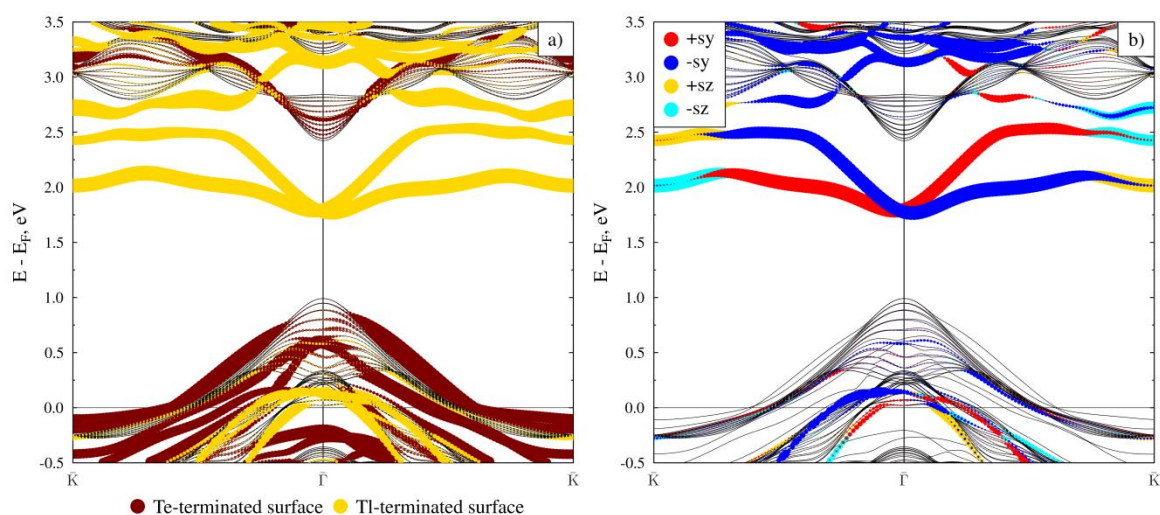 3.5
3.0
2.5
2.0
1.5
1.0
0.5
0.0
-0.5
E - E_F, eV
a)
K̄
Γ̄
K̄
Te-terminated surface
Tl-terminated surface
3.5
3.0
2.5
2.0
1.5
1.0
0.5
0.0
-0.5
E - E_F, eV
+sy
-sy
+sz
-sz
b)
K̄
Γ̄
K̄